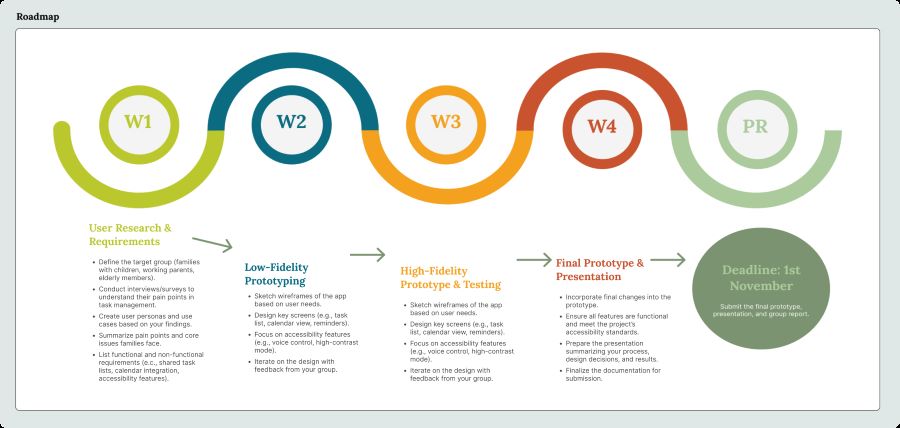 Roadmap
W1
W2
W3
W4
PR
User Research &
Requirements
• Define the target group (families
with children, working parents,
elderly members).
• Conduct interviews/surveys to
understand their pain points in
task management.
• Create user personas and use
cases based on your findings.
• Summarize pain points and core
issues families face.
• List functional and non-functional
requirements (e.c., shared task
lists, calendar integration,
accessibility features).
Low-Fidelity
Prototyping
• Sketch wireframes of the app
based on user needs.
• Design key screens (e.g., task
list, calendar view, reminders).
• Focus on accessibility features
(e.g., voice control, high-contrast
mode).
• Iterate on the design with
feedback from your group.
High-Fidelity
Prototype & Testing
• Sketch wireframes of the app
based on user needs.
• Design key screens (e.g., task
list, calendar view, reminders).
• Focus on accessibility features
(e.g., voice control, high-contrast
mode).
• Iterate on the design with
feedback from your group.
Final Prototype &
Presentation
• Incorporate final changes into the
prototype.
• Ensure all features are functional
and meet the project's
accessibility standards.
• Prepare the presentation
summarizing your process,
design decisions, and results.
• Finalize the documentation for
submission.
Deadline: 1st
November
Submit the final prototype,
presentation, and group report.